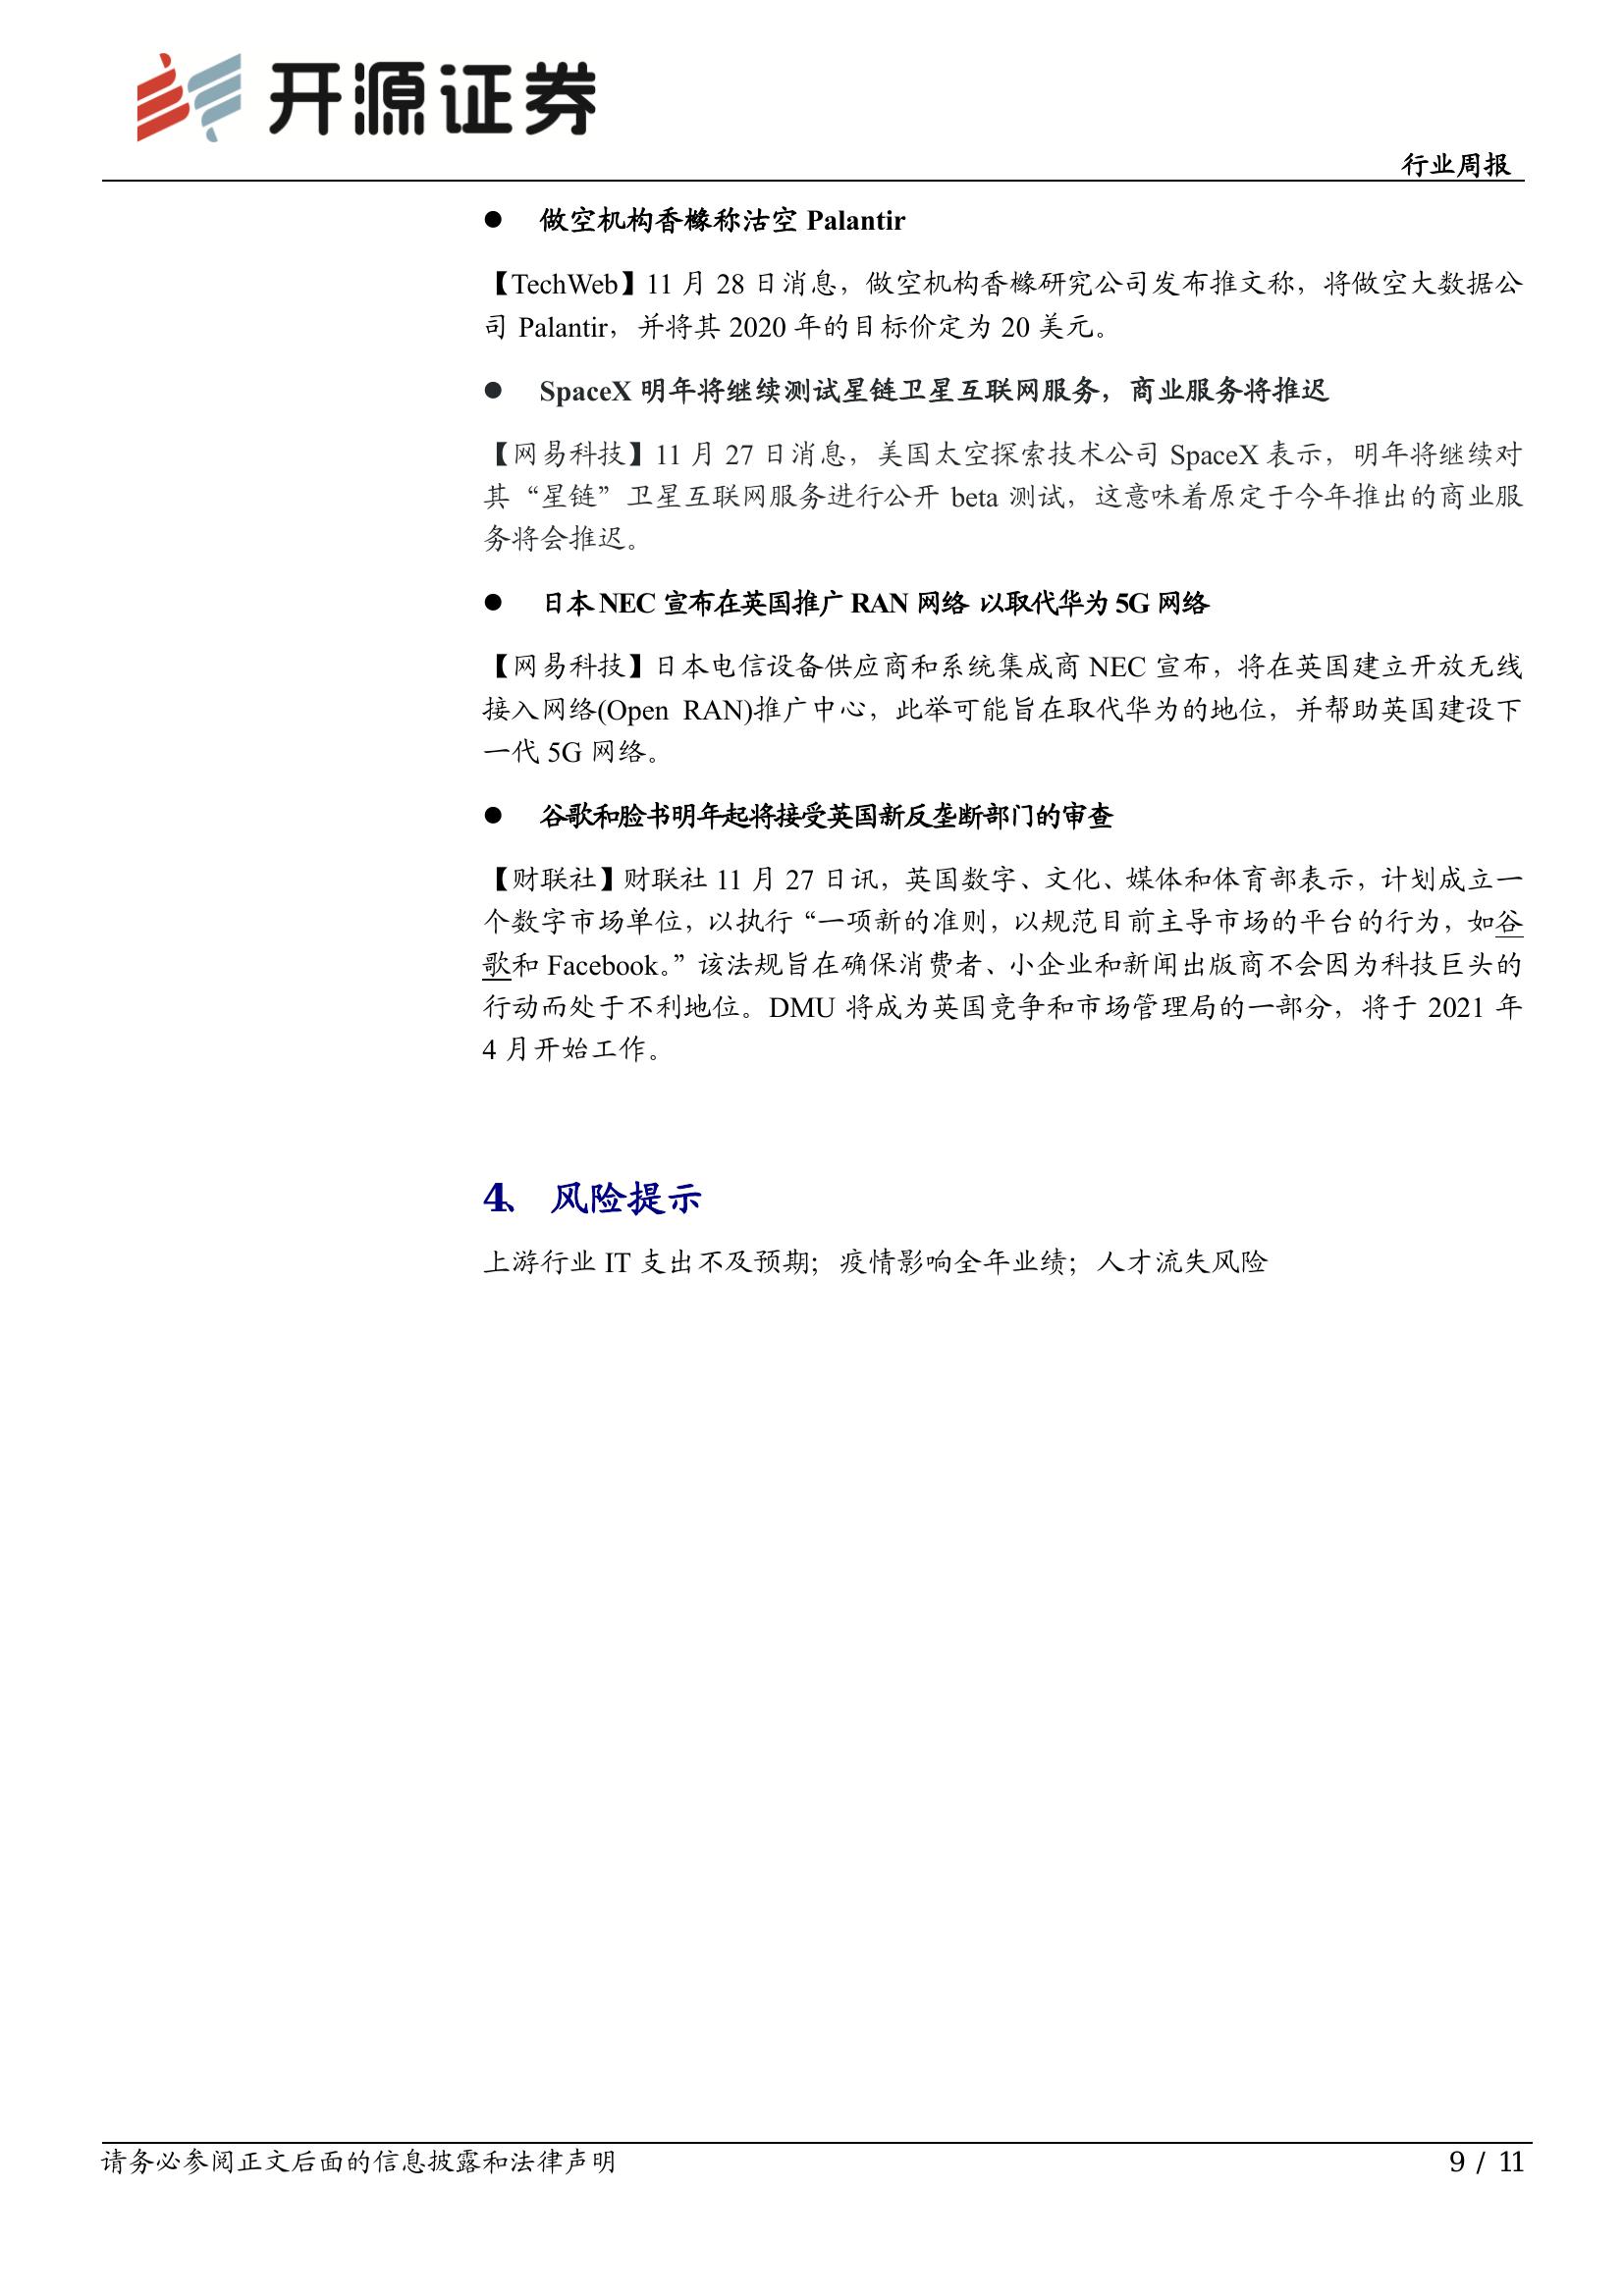 开源证券
行业周报
● 做空机构香橼称沽空 Palantir
【TechWeb】11 月 28 日消息，做空机构香橼研究公司发布推文称，将做空大数据公
司 Palantir，并将其 2020 年的目标价定为 20 美元。
● SpaceX 明年将继续测试星链卫星互联网服务，商业服务将推迟
【网易科技】11 月 27 日消息，美国太空探索技术公司 SpaceX 表示，明年将继续对
其“星链”卫星互联网服务进行公开 beta 测试，这意味着原定于今年推出的商业服
务将会推迟。
● 日本 NEC 宣布在英国推广 RAN 网络 以取代华为 5G 网络
【网易科技】日本电信设备供应商和系统集成商 NEC 宣布，将在英国建立开放无线
接入网络(Open RAN)推广中心，此举可能旨在取代华为的地位，并帮助英国建设下
一代 5G 网络。
● 谷歌和脸书明年起将接受英国新反垄断部门的审查
【财联社】财联社 11 月 27 日讯，英国数字、文化、媒体和体育部表示，计划成立一
个数字市场单位，以执行“一项新的准则，以规范目前主导市场的平台的行为，如谷
歌和 Facebook。”该法规旨在确保消费者、小企业和新闻出版商不会因为科技巨头的
行动而处于不利地位。DMU 将成为英国竞争和市场管理局的一部分，将于 2021 年
4 月开始工作。
4、 风险提示
上游行业 IT 支出不及预期；疫情影响全年业绩；人才流失风险
请务必参阅正文后面的信息披露和法律声明
9 / 11